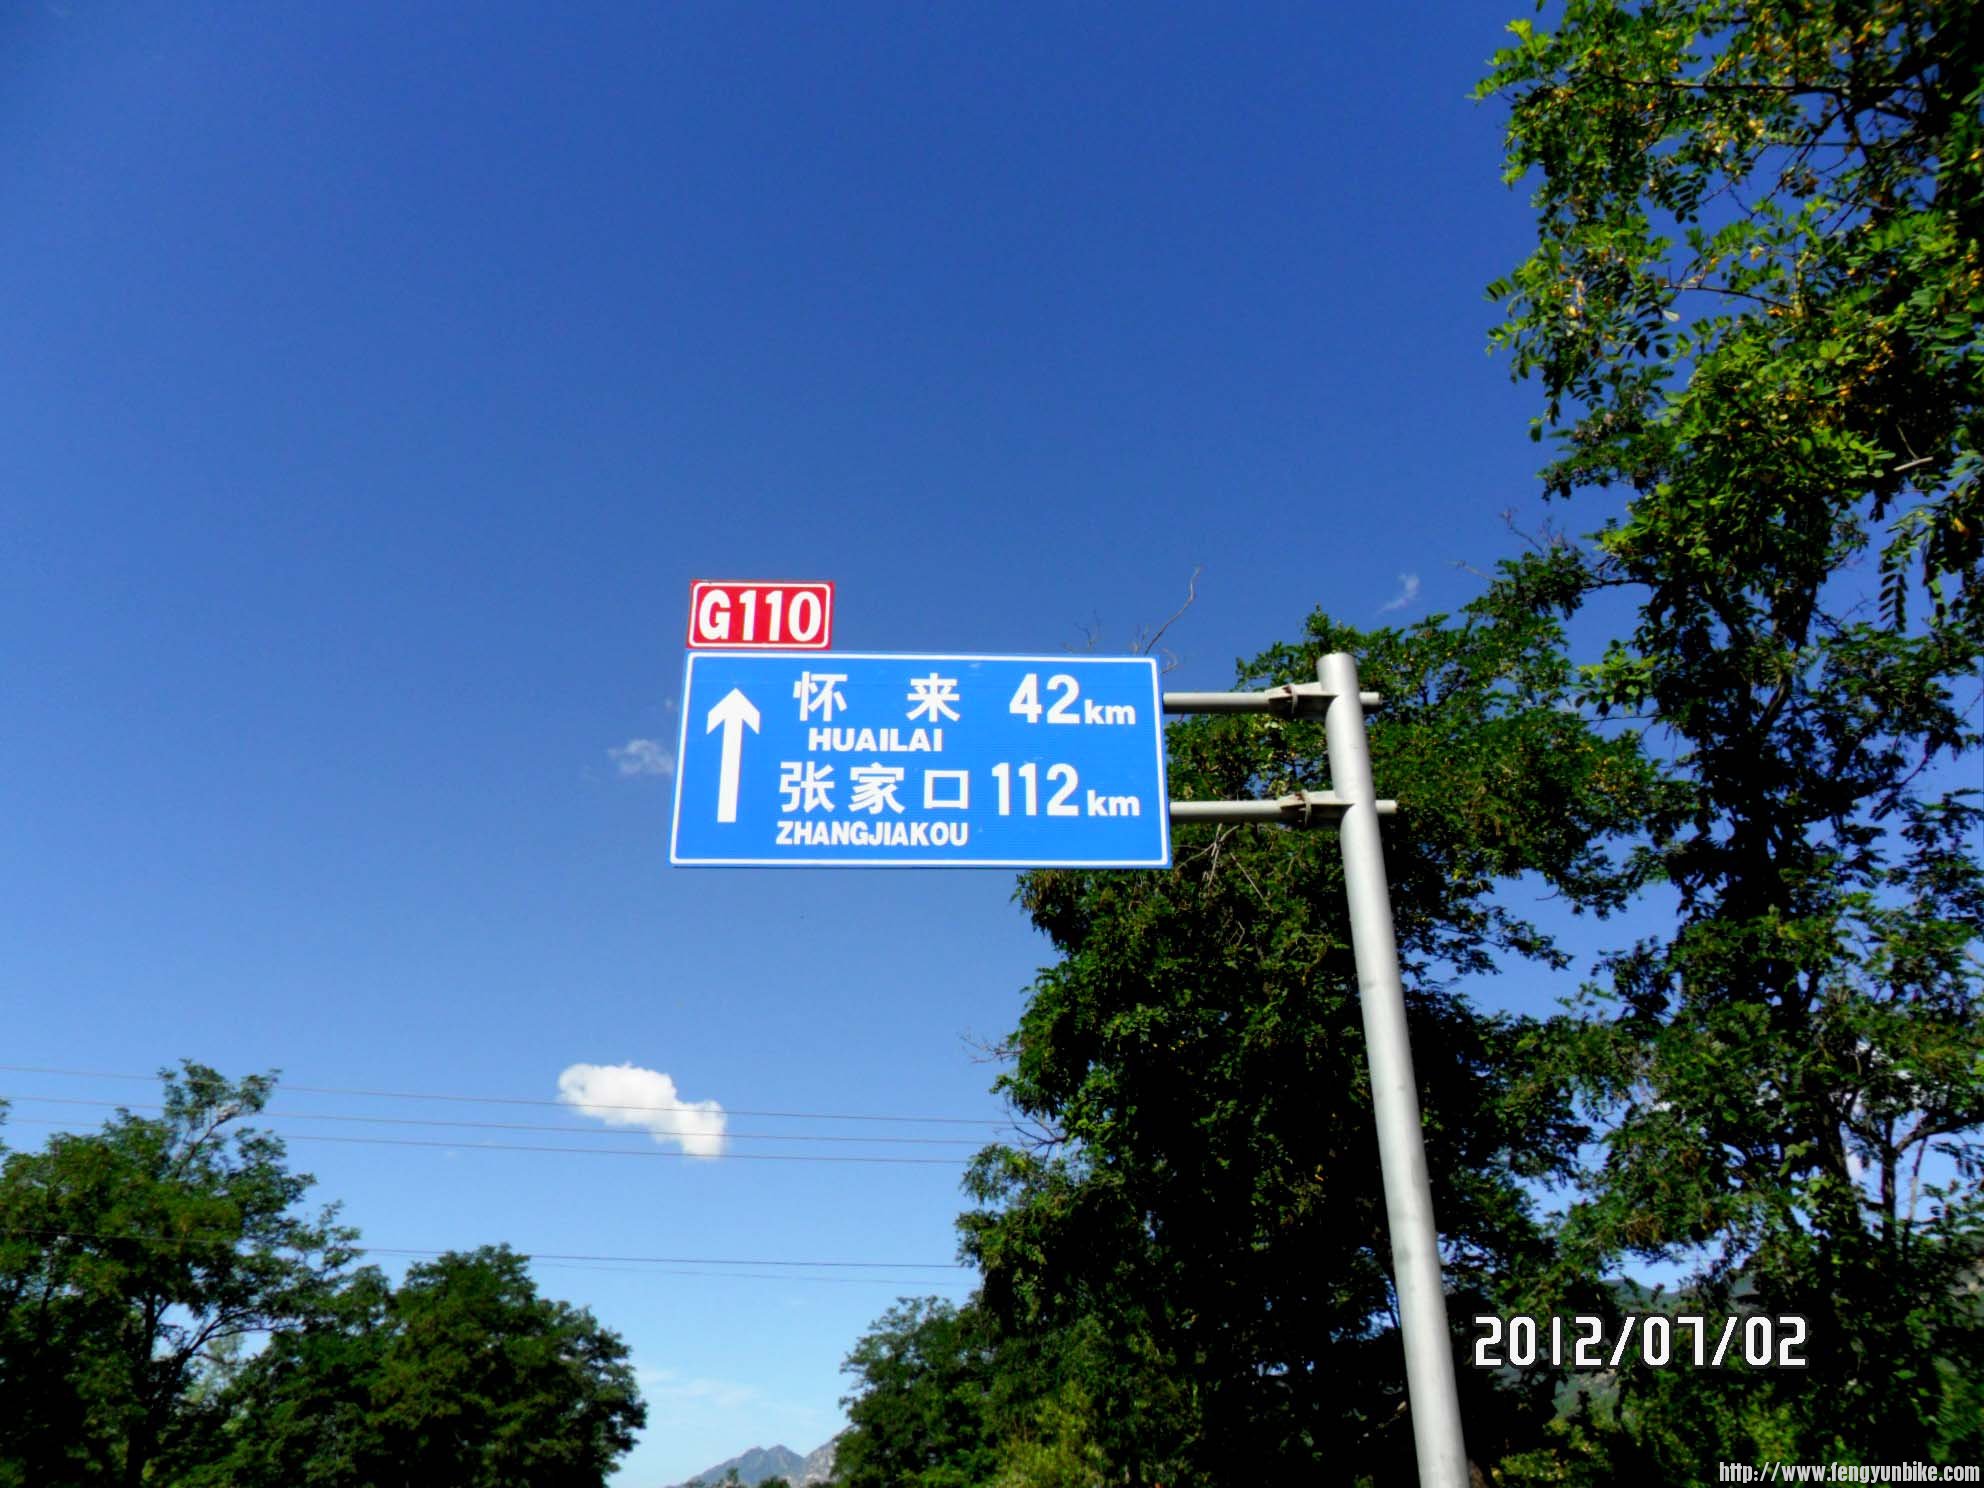 G110
怀来 42km
HUAILAI
张家口 112km
ZHANGJIAKOU
2012/07/02
http://www.fengyunbike.com